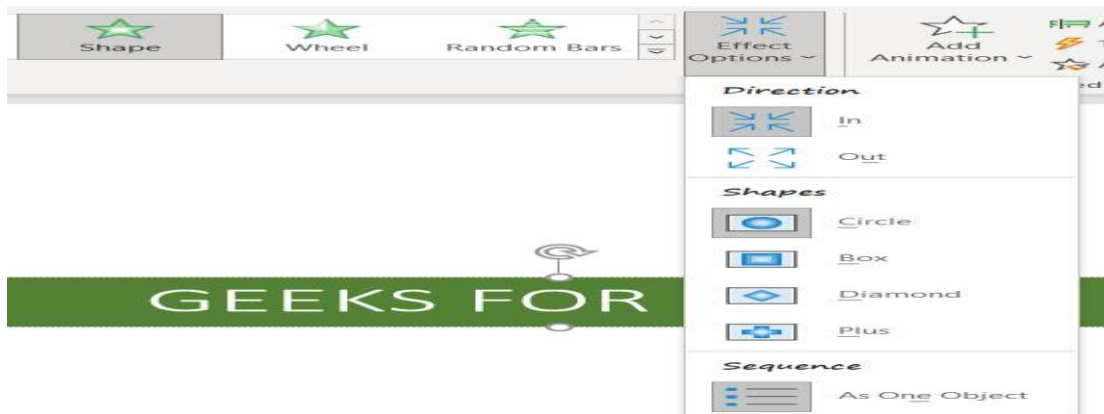 Shape
Wheel
Random Bars
Effect
Options
Add
Animation
Direction
In
Out
Shapes
Circle
Box
Diamond
Plus
Sequence
As One Object
GEEKS FOR